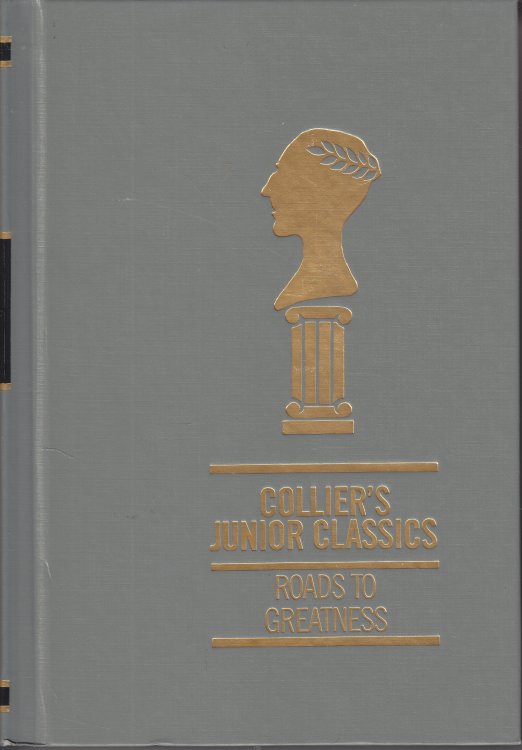 COLLIER'S
JUNIOR CLASSICS
ROADS TO
GREATNESS